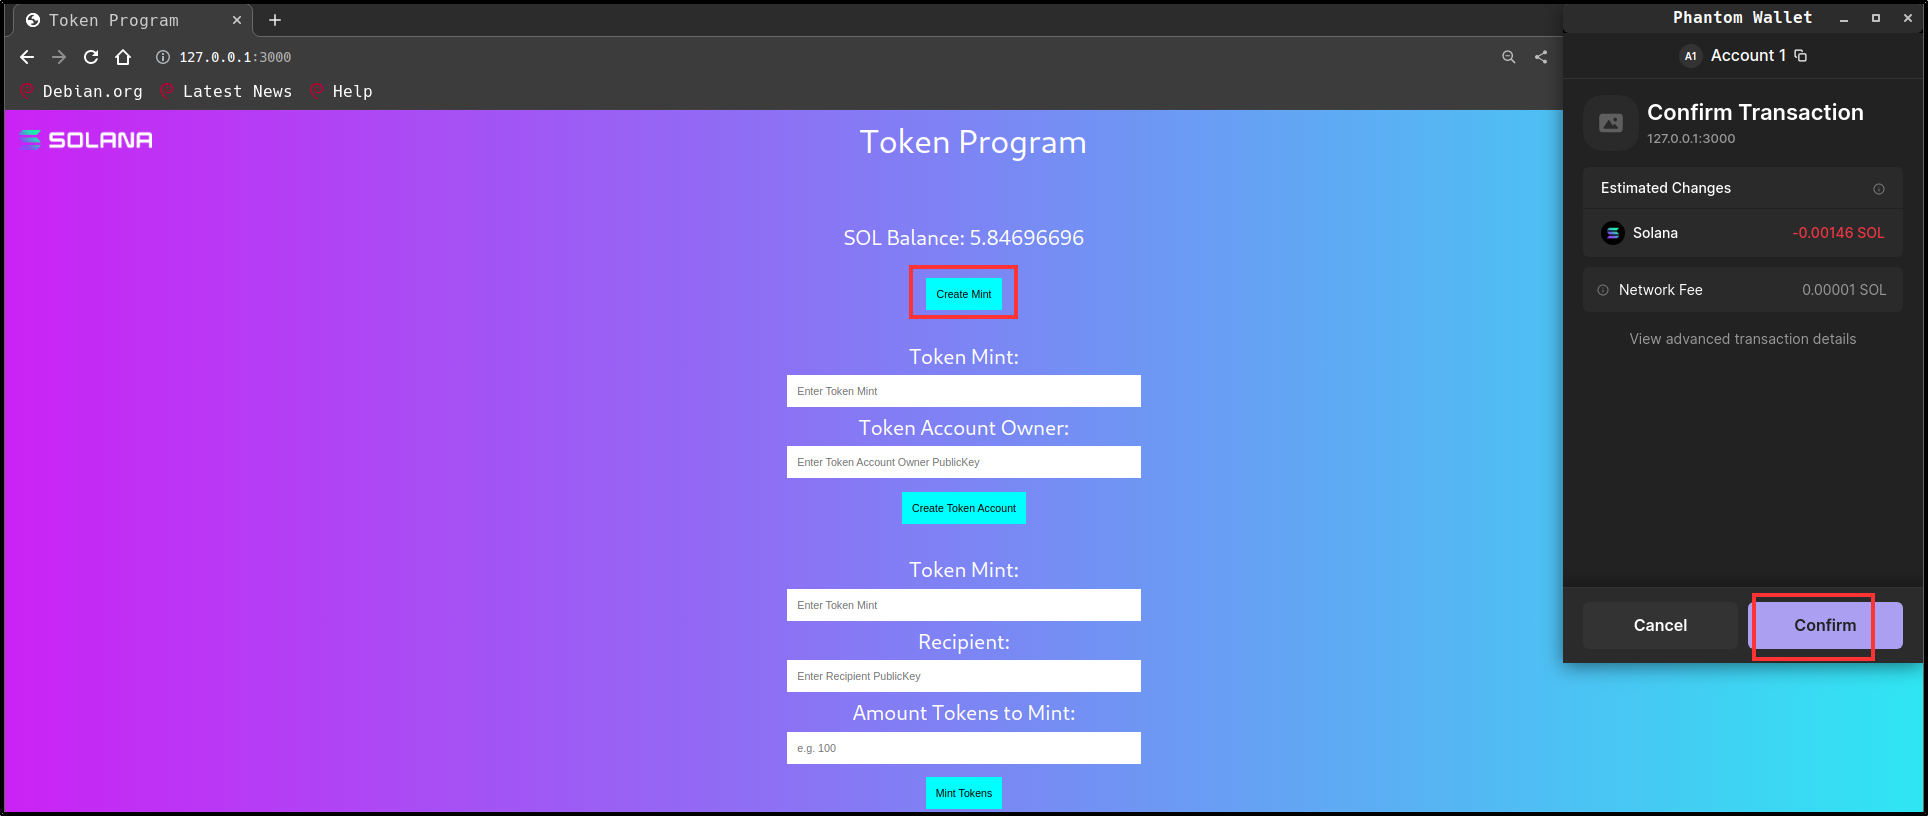 Token Program
127.0.0.1:3000
Debian.org Latest News Help
SOLANA
Token Program
SOL Balance: 5.84696696
Create Mint
Token Mint:
Enter Token Mint
Token Account Owner:
Enter Token Account Owner PublicKey
Create Token Account
Token Mint:
Enter Token Mint
Recipient:
Enter Recipient PublicKey
Amount Tokens to Mint:
e.g. 100
Mint Tokens
Phantom Wallet
A1 Account 1
Confirm Transaction
127.0.0.1:3000
Estimated Changes
Solana -0.00146 SOL
Network Fee 0.00001 SOL
View advanced transaction details
Cancel Confirm